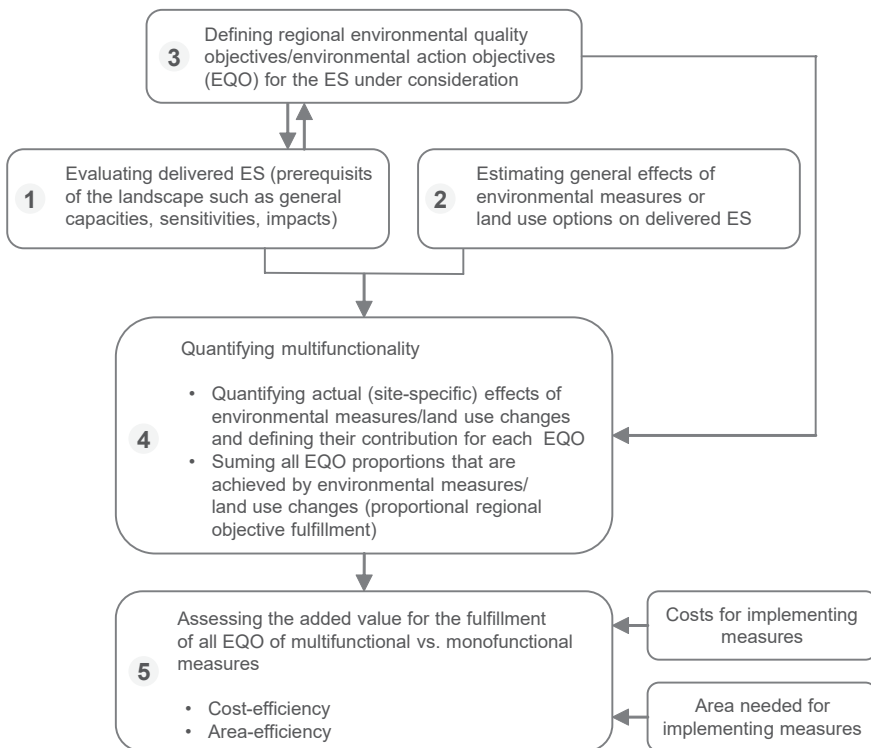 3
Defining regional environmental quality
objectives/environmental action objectives
(EQO) for the ES under consideration
1
Evaluating delivered ES (prerequisits
of the landscape such as general
capacities, sensitivities, impacts)
2
Estimating general effects of
environmental measures or
land use options on delivered ES
4
Quantifying multifunctionality
• Quantifying actual (site-specific) effects of
environmental measures/land use changes
and defining their contribution for each EQO
• Suming all EQO proportions that are
achieved by environmental measures/
land use changes (proportional regional
objective fulfillment)
5
Assessing the added value for the fulfillment
of all EQO of multifunctional vs. monofunctional
measures
• Cost-efficiency
• Area-efficiency
Costs for implementing
measures
Area needed for
implementing measures